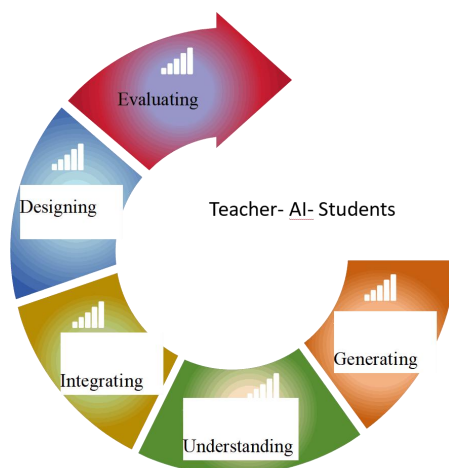 Evaluating
Designing
Teacher- AI- Students
Integrating
Generating
Understanding